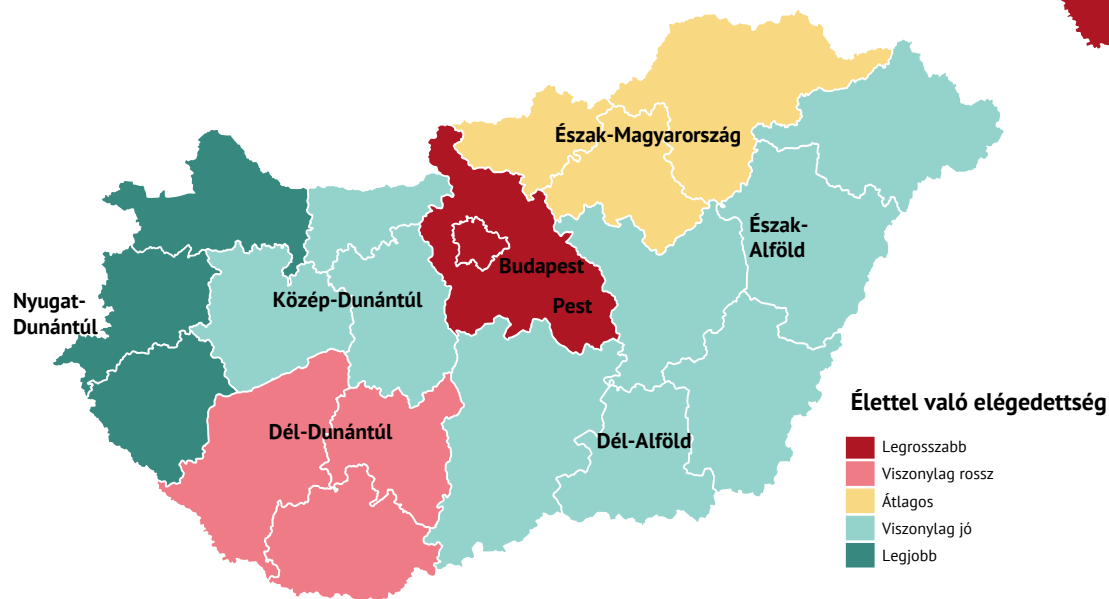 Észak-Magyarország
Észak-
Alföld
Budapest
Pest
Nyugat-
Dunántúl
Közép-Dunántúl
Dél-Dunántúl
Dél-Alföld
Élettel való elégedettség
Legrosszabb
Viszonylag rossz
Átlagos
Viszonylag jó
Legjobb